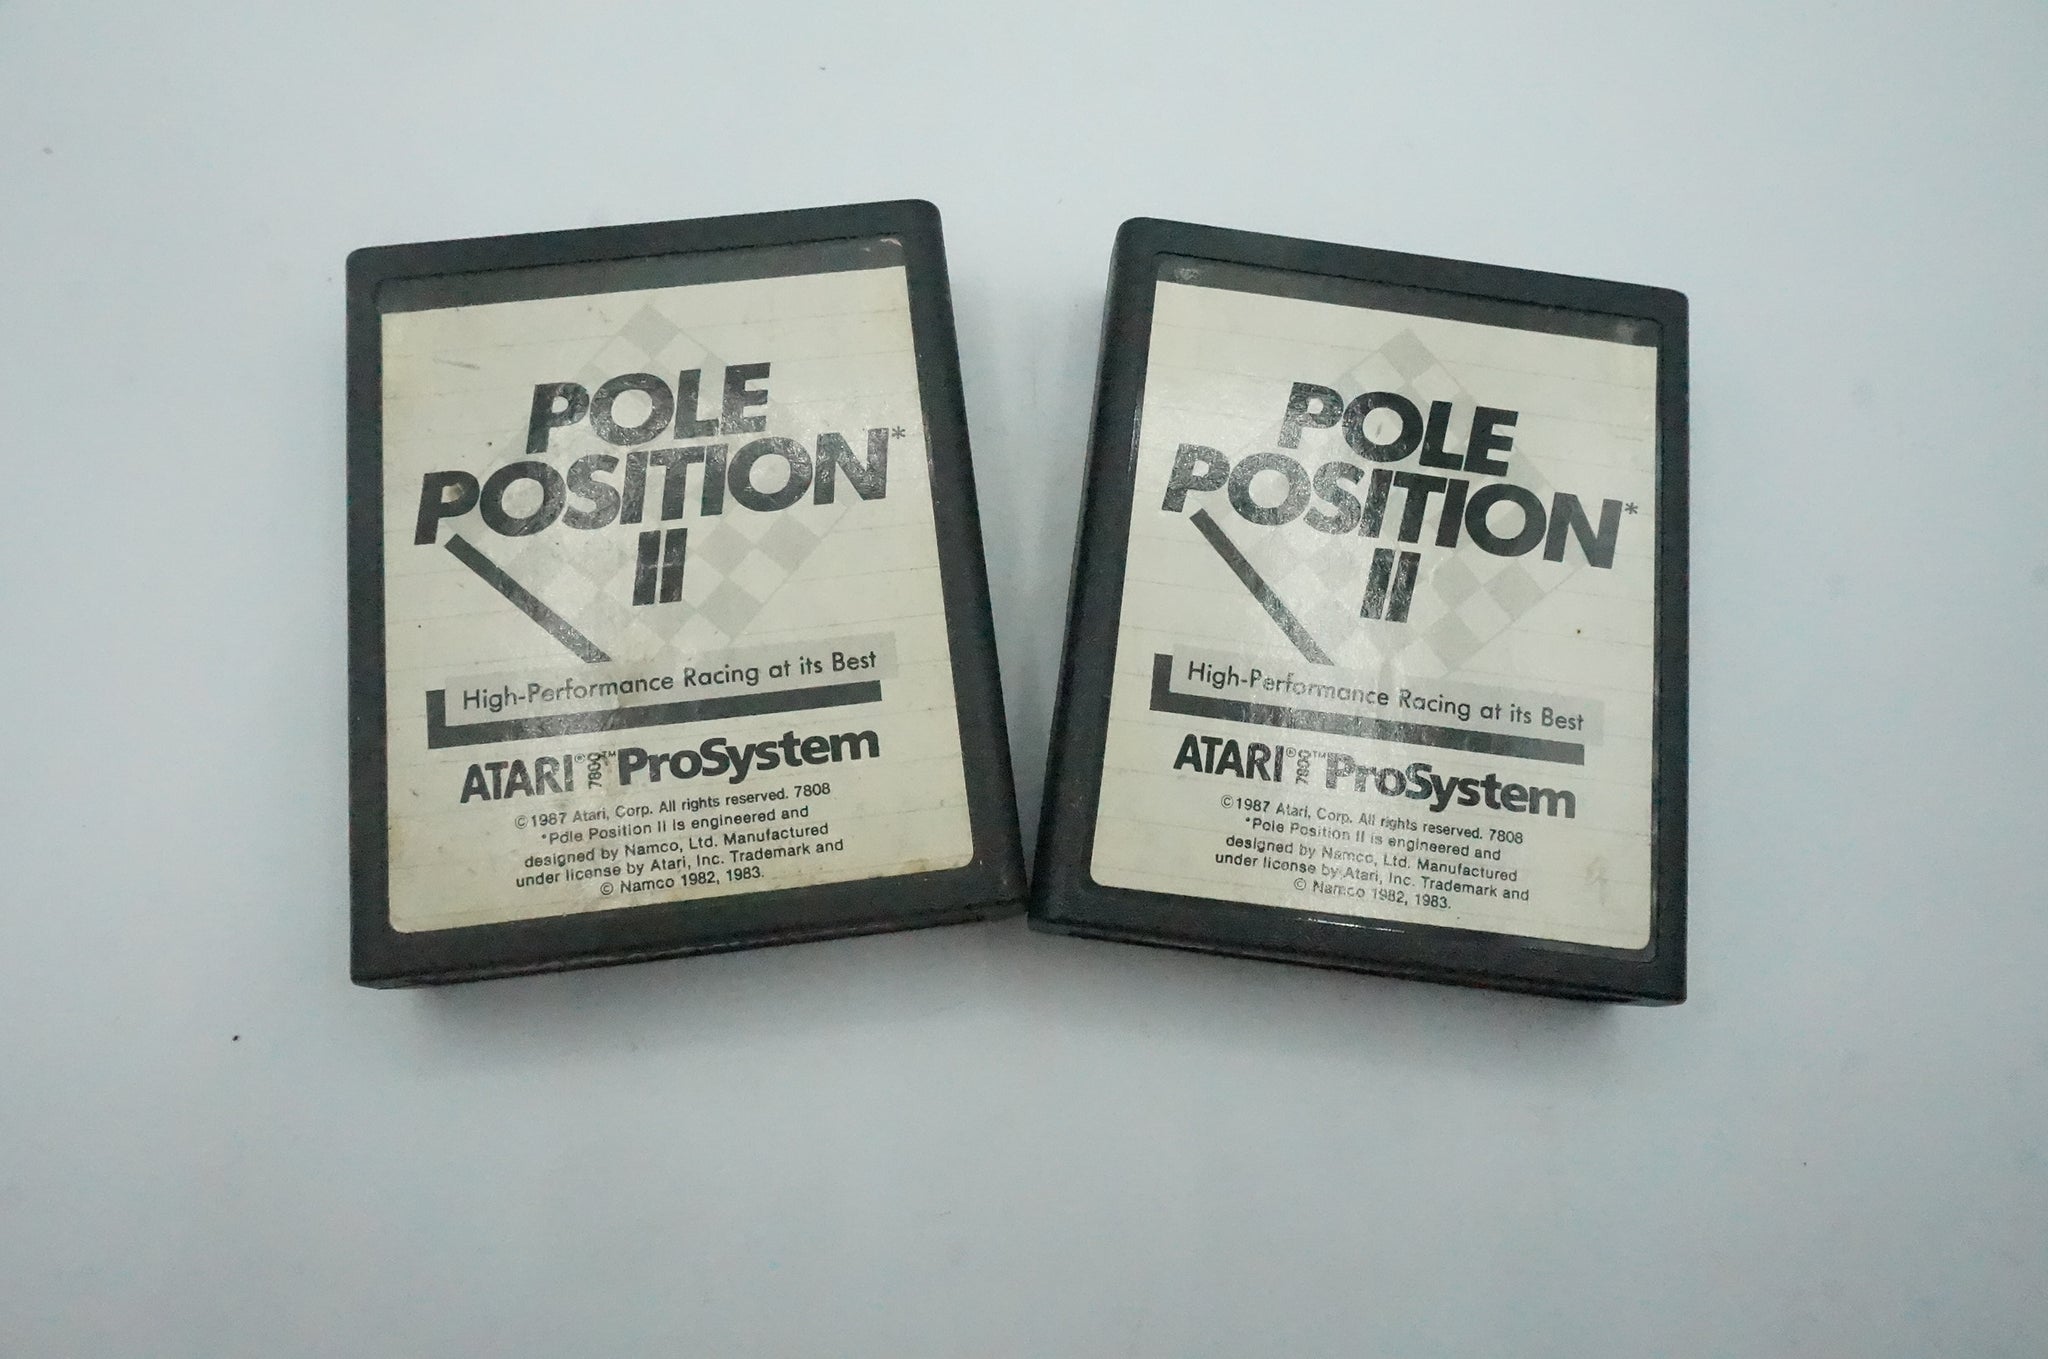 POLE
POSITION*
II
High-Performance Racing at its Best
ATARI® 7800™ ProSystem
©1987 Atari, Corp. All rights reserved. 7808
*Pole Position II is engineered and
designed by Namco, Ltd. Manufactured
under license by Atari, Inc. Trademark and
© Namco 1982, 1983.
POLE
POSITION*
II
High-Performance Racing at its Best
ATARI® 7800™ ProSystem
©1987 Atari, Corp. All rights reserved. 7808
*Pole Position II is engineered and
designed by Namco, Ltd. Manufactured
under license by Atari, Inc. Trademark and
© Namco 1982, 1983.